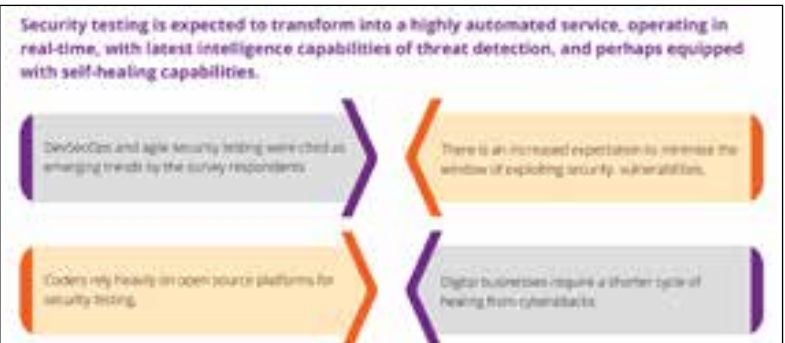 Security testing is expected to transform into a highly automated service, operating in
real-time, with latest intelligence capabilities of threat detection, and perhaps equipped
with self-healing capabilities.
DevSecOps and agile security testing were cited as
emerging trends by the survey respondents
There is an increased expectation to minimise the
window of exploiting security. vulnerabilities.
Coders rely heavily on open source platforms for
security testing.
Digital businesses require a shorter cycle of
healing from cyberattacks